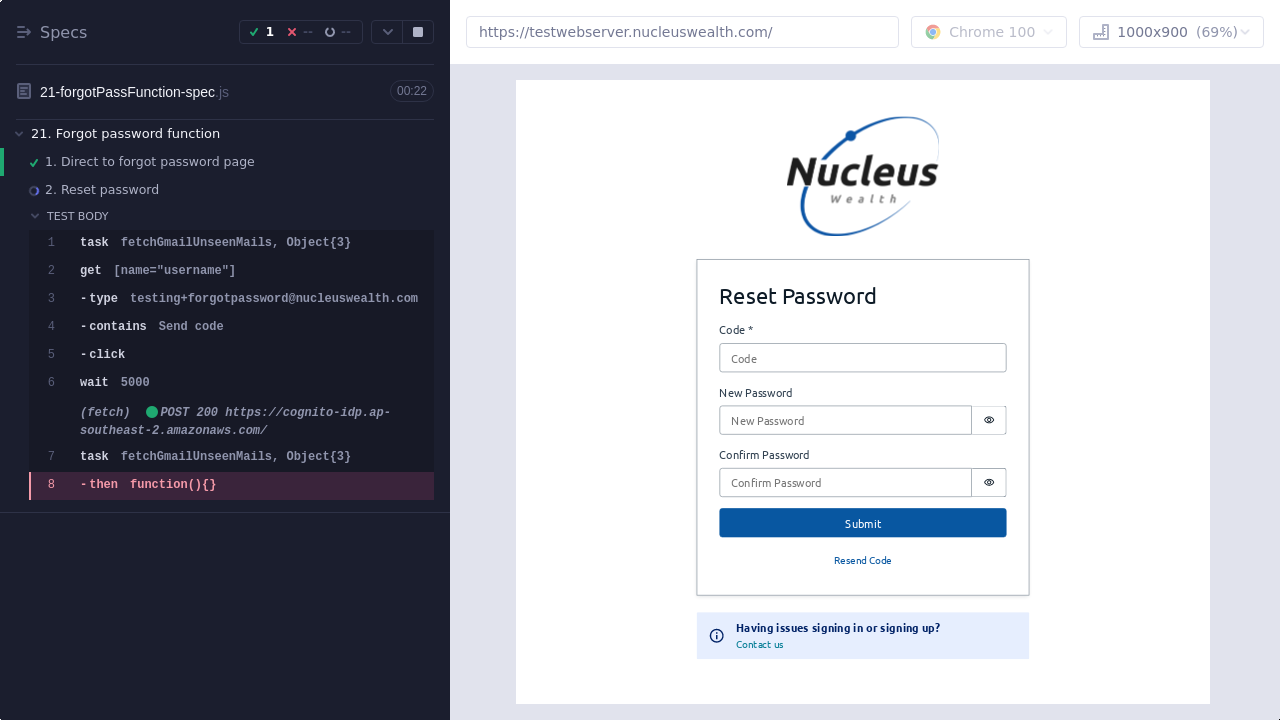 Specs
1
--
--
21-forgotPassFunction-spec.js
00:22
21. Forgot password function
1. Direct to forgot password page
2. Reset password
TEST BODY
1 task fetchGmailUnseenMails, Object{3}
2 get [name="username"]
3 -type testing+forgotpassword@nucleuswealth.com
4 -contains Send code
5 -click
6 wait 5000
(fetch) POST 200 https://cognito-idp.ap-
southeast-2.amazonaws.com/
7 task fetchGmailUnseenMails, Object{3}
8 -then function(){}
https://testwebserver.nucleuswealth.com/
Chrome 100
1000x900 (69%)
Nucleus
Wealth
Reset Password
Code *
Code
New Password
New Password
Confirm Password
Confirm Password
Submit
Resend Code
Having issues signing in or signing up?
Contact us